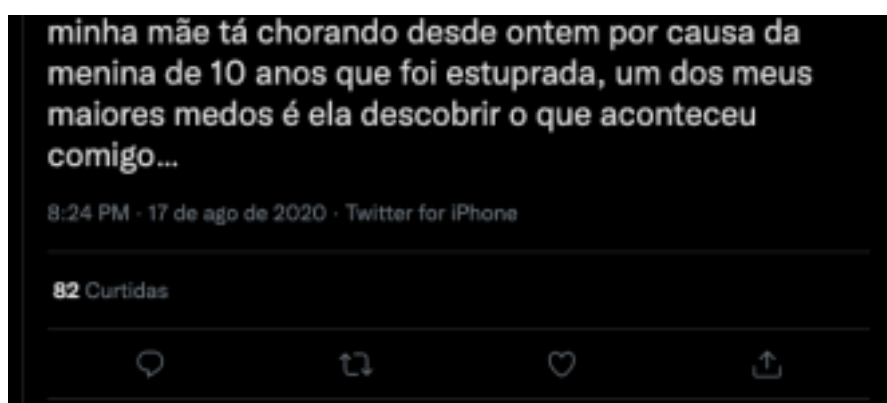 minha mãe tá chorando desde ontem por causa da
menina de 10 anos que foi estuprada, um dos meus
maiores medos é ela descobrir o que aconteceu
comigo...
8:24 PM · 17 de ago de 2020 · Twitter for iPhone
82 Curtidas